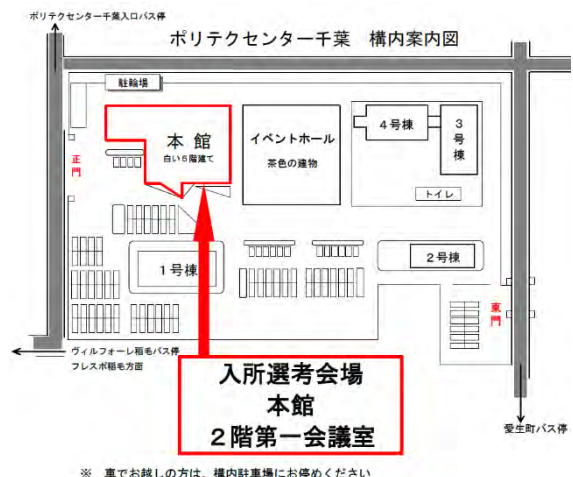 ポリテクセンター千葉入口バス停
ポリテクセンター千葉　構内案内図
駐輪場
本 館
白い６階建て
イベントホール
茶色の建物
４号棟
３号棟
トイレ
正門
１号棟
２号棟
東門
ヴィルフォーレ稲毛バス停
フレスポ稲毛方面
入所選考会場
本館
２階第一会議室
愛生町バス停
※　車でお越しの方は、構内駐車場にお停めください